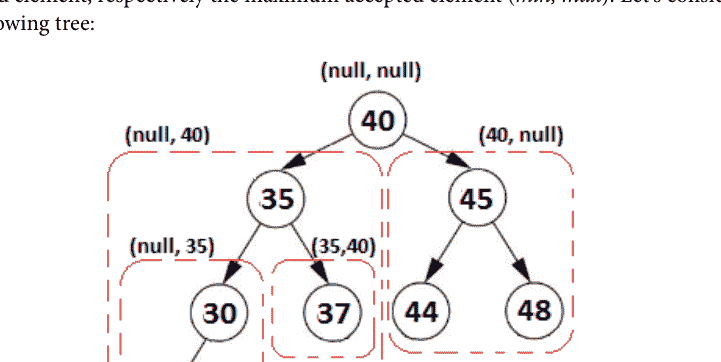 element, respectively the maximum accepted element (min, max). Let's
owing tree:
(null, null)
40
(null, 40)
(40, null)
35
45
(null, 35)
(35,40)
30
37
44
48